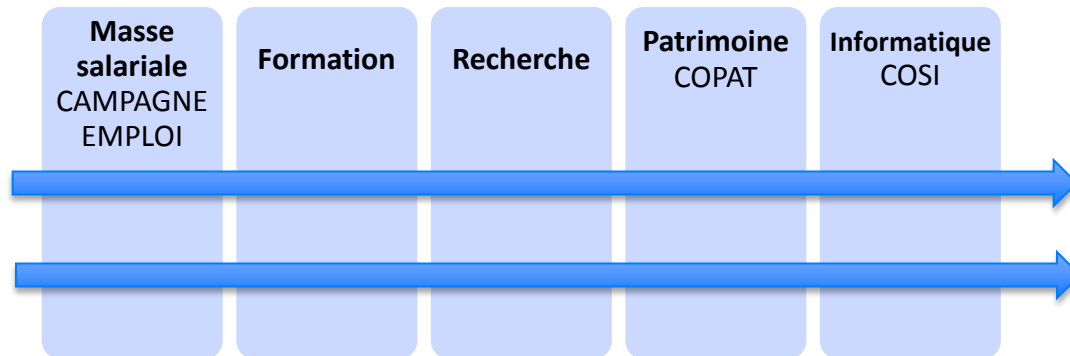 Masse
salariale
CAMPAGNE
EMPLOI
Formation
Recherche
Patrimoine
COPAT
Informatique
COSI